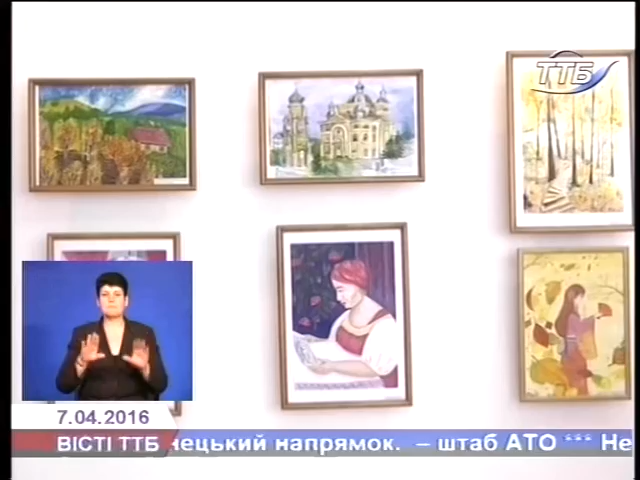 ТТБ
7.04.2016
ВІСТІ ТТБ нецький напрямок. – штаб АТО *** Не